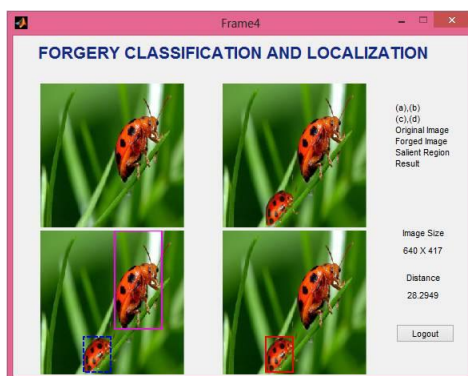 Frame4
FORGERY CLASSIFICATION AND LOCALIZATION
(a),(b)
(c),(d)
Original Image
Forged Image
Salient Region
Result
Image Size
640 X 417
Distance
28.2949
Logout